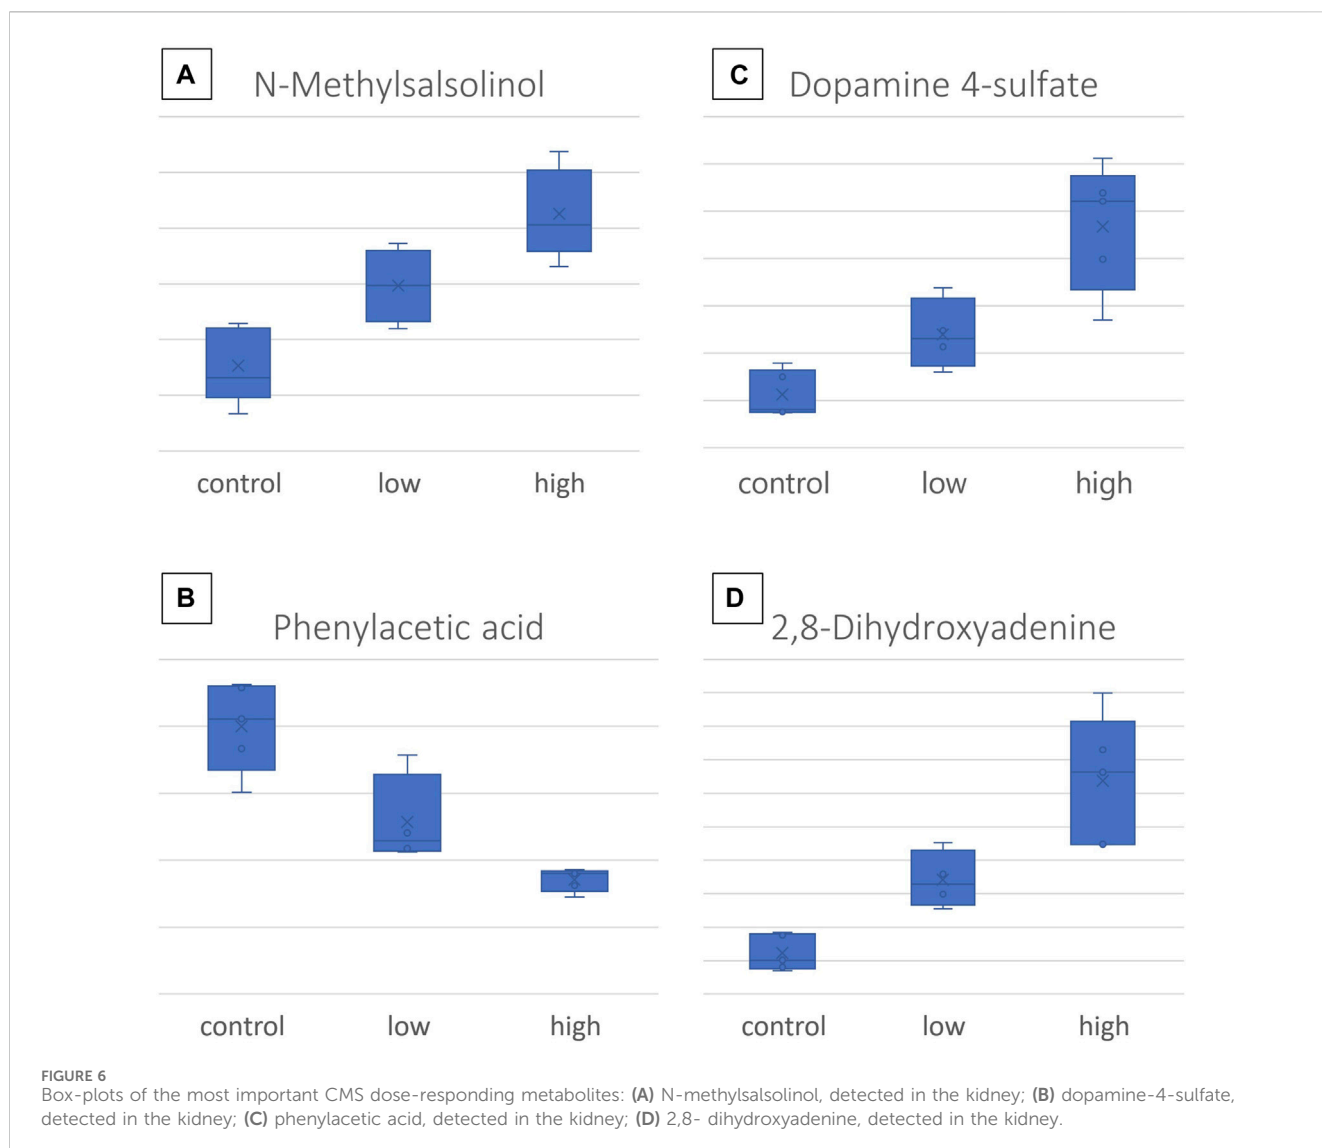 A
N-Methylsalsolinol
control low high
C
Dopamine 4-sulfate
control low high
B
Phenylacetic acid
control low high
D
2,8-Dihydroxyadenine
control low high
FIGURE 6
Box-plots of the most important CMS dose-responding metabolites: (A) N-methylsalsolinol, detected in the kidney; (B) dopamine-4-sulfate,
detected in the kidney; (C) phenylacetic acid, detected in the kidney; (D) 2,8- dihydroxyadenine, detected in the kidney.